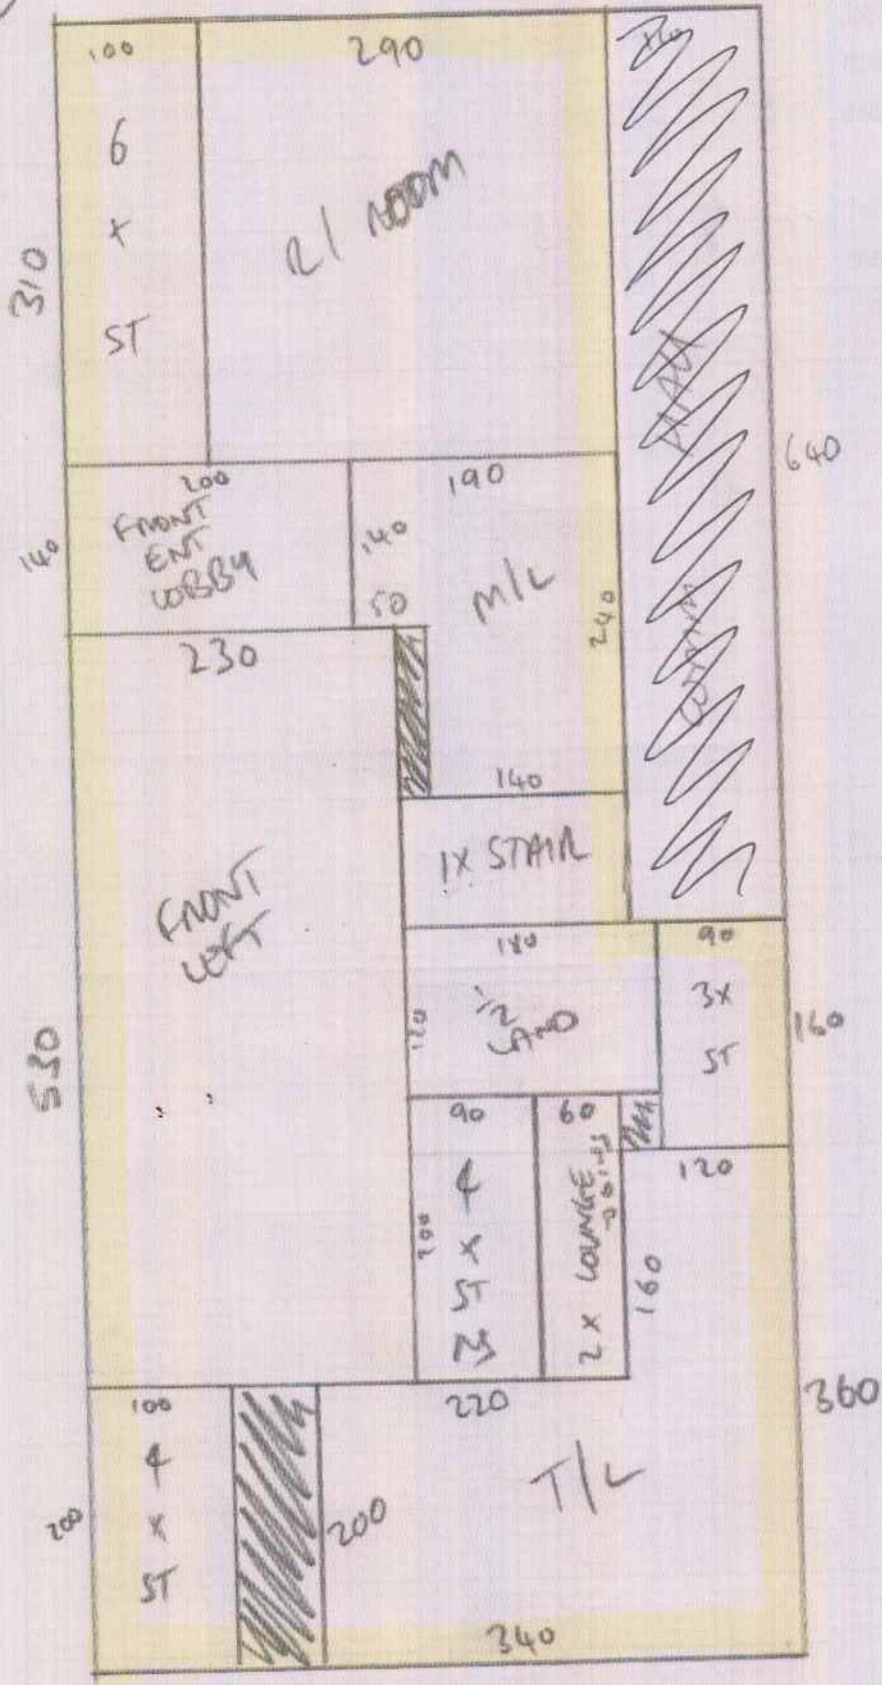 100
290
6
x
ST
R/ ROOM
310
640
200
190
FRONT
ENT
LOBBY
140
140
50
M/L
240
230
140
1X STAIR
FRONT
LEFT
530
180
90
1/2
LAND
120
3X
ST
160
90
60
4
x
ST
200
2 x LOUNGE
160
120
360
100
220
4
x
ST
200
200
T/L
340